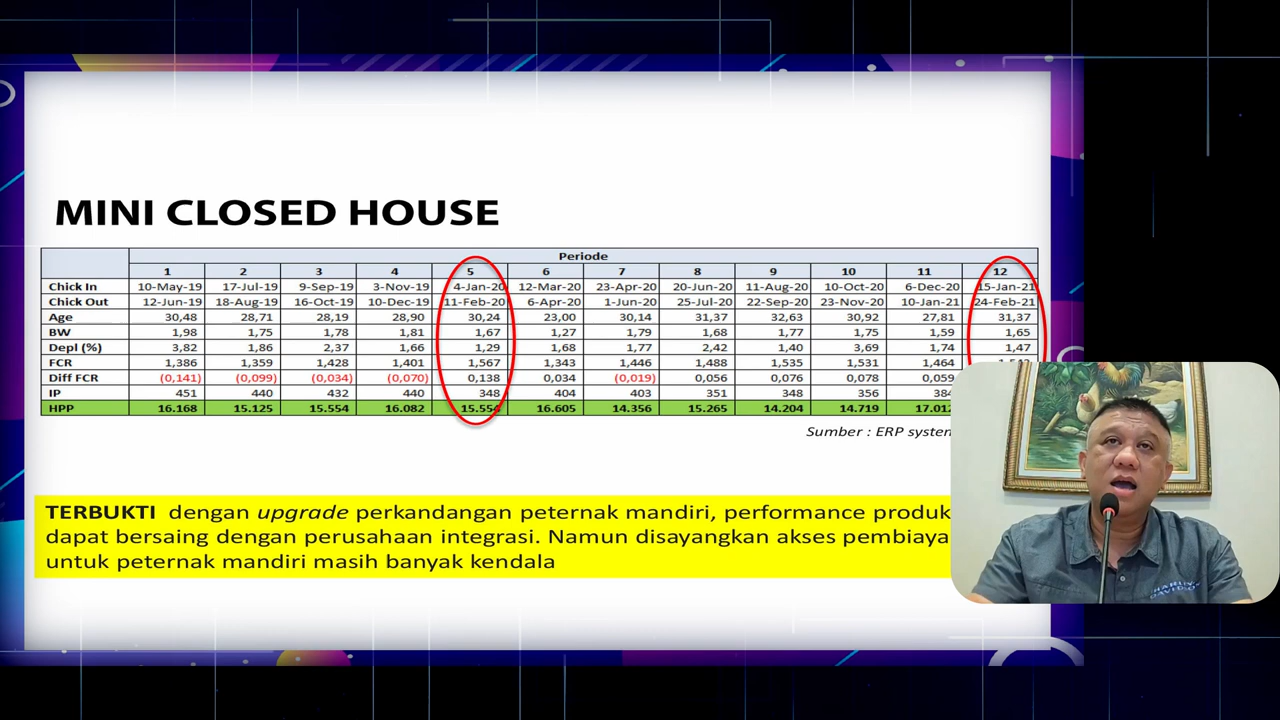 MINI CLOSED HOUSE
Periode
1 2 3 4 5 6 7 8 9 10 11 12
Chick In 10-May-19 17-Jul-19 9-Sep-19 3-Nov-19 4-Jan-20 12-Mar-20 23-Apr-20 20-Jun-20 11-Aug-20 10-Oct-20 6-Dec-20 15-Jan-21
Chick Out 12-Jun-19 18-Aug-19 16-Oct-19 10-Dec-19 11-Feb-20 6-Apr-20 1-Jun-20 25-Jul-20 22-Sep-20 23-Nov-20 10-Jan-21 24-Feb-21
Age 30,48 28,71 28,19 28,90 30,24 23,00 30,14 31,37 32,63 30,92 27,81 31,37
BW 1,98 1,75 1,78 1,81 1,67 1,27 1,79 1,68 1,77 1,75 1,59 1,65
Depl (%) 3,82 1,86 2,37 1,66 1,29 1,68 1,77 2,42 1,40 3,69 1,74 1,47
FCR 1,386 1,359 1,428 1,401 1,567 1,343 1,446 1,488 1,535 1,531 1,464
Diff FCR (0,141) (0,099) (0,034) (0,070) 0,138 0,034 (0,019) 0,056 0,076 0,078 0,059
IP 451 440 432 440 348 404 403 351 348 356 384
HPP 16.168 15.125 15.554 16.082 15.554 16.605 14.356 15.265 14.204 14.719 17.012
Sumber : ERP system
TERBUKTI dengan upgrade perkandangan peternak mandiri, performance produk
dapat bersaing dengan perusahaan integrasi. Namun disayangkan akses pembiaya
untuk peternak mandiri masih banyak kendala